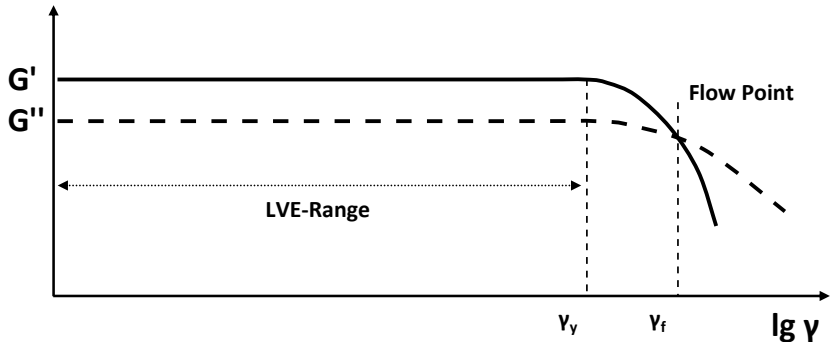 G'
Flow Point
G''
LVE-Range
γy
γf
lg γ